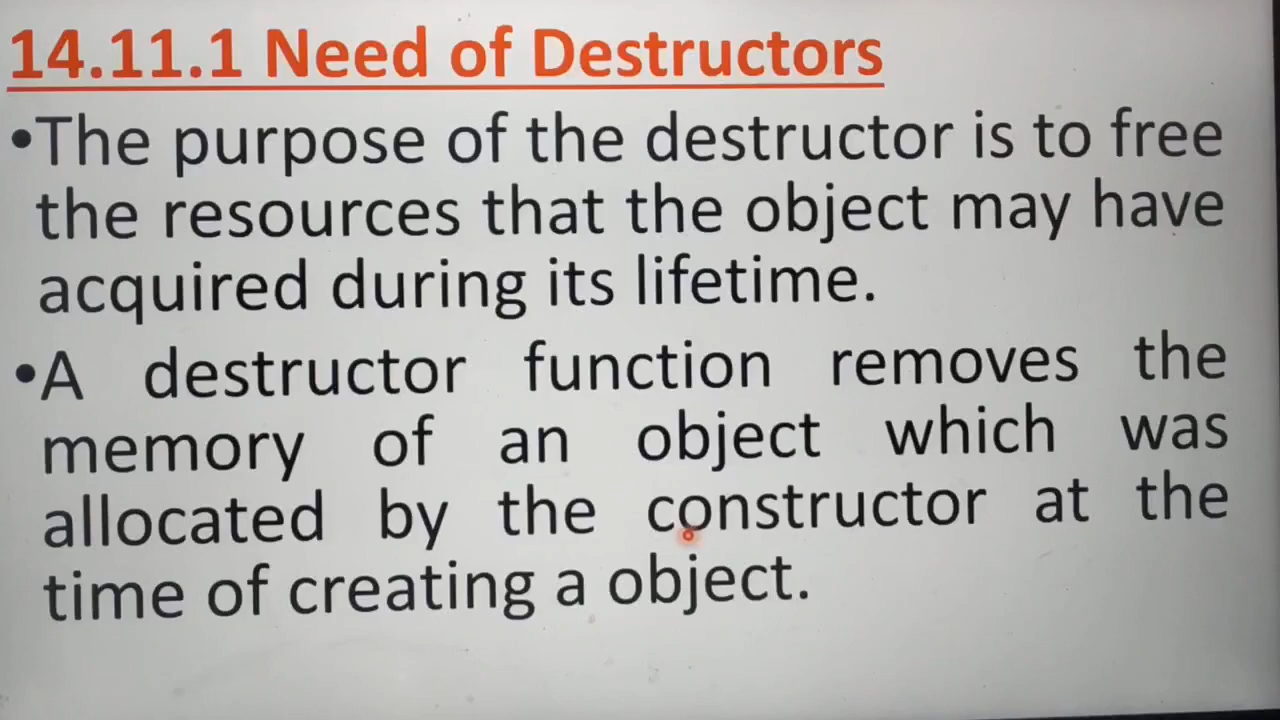 14.11.1 Need of Destructors
•The purpose of the destructor is to free
the resources that the object may have
acquired during its lifetime.
•A destructor function removes the
memory of an object which was
allocated by the constructor at the
time of creating a object.